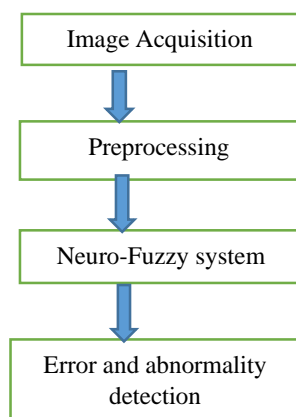 Image Acquisition
Preprocessing
Neuro-Fuzzy system
Error and abnormality
detection